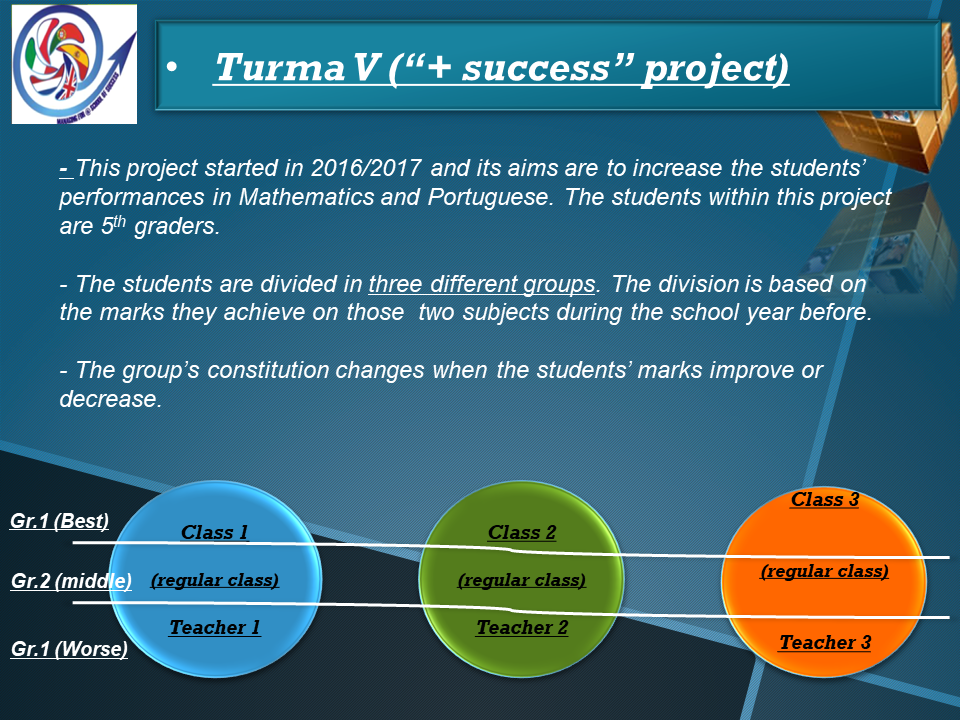 • Turma V (“+ success” project)
- This project started in 2016/2017 and its aims are to increase the students’
performances in Mathematics and Portuguese. The students within this project
are 5th graders.
- The students are divided in three different groups. The division is based on
the marks they achieve on those  two subjects during the school year before.
- The group’s constitution changes when the students’ marks improve or
decrease.
Gr.1 (Best)
Gr.2 (middle)
Gr.1 (Worse)
Class 1
(regular class)
Teacher 1
Class 2
(regular class)
Teacher 2
Class 3
(regular class)
Teacher 3